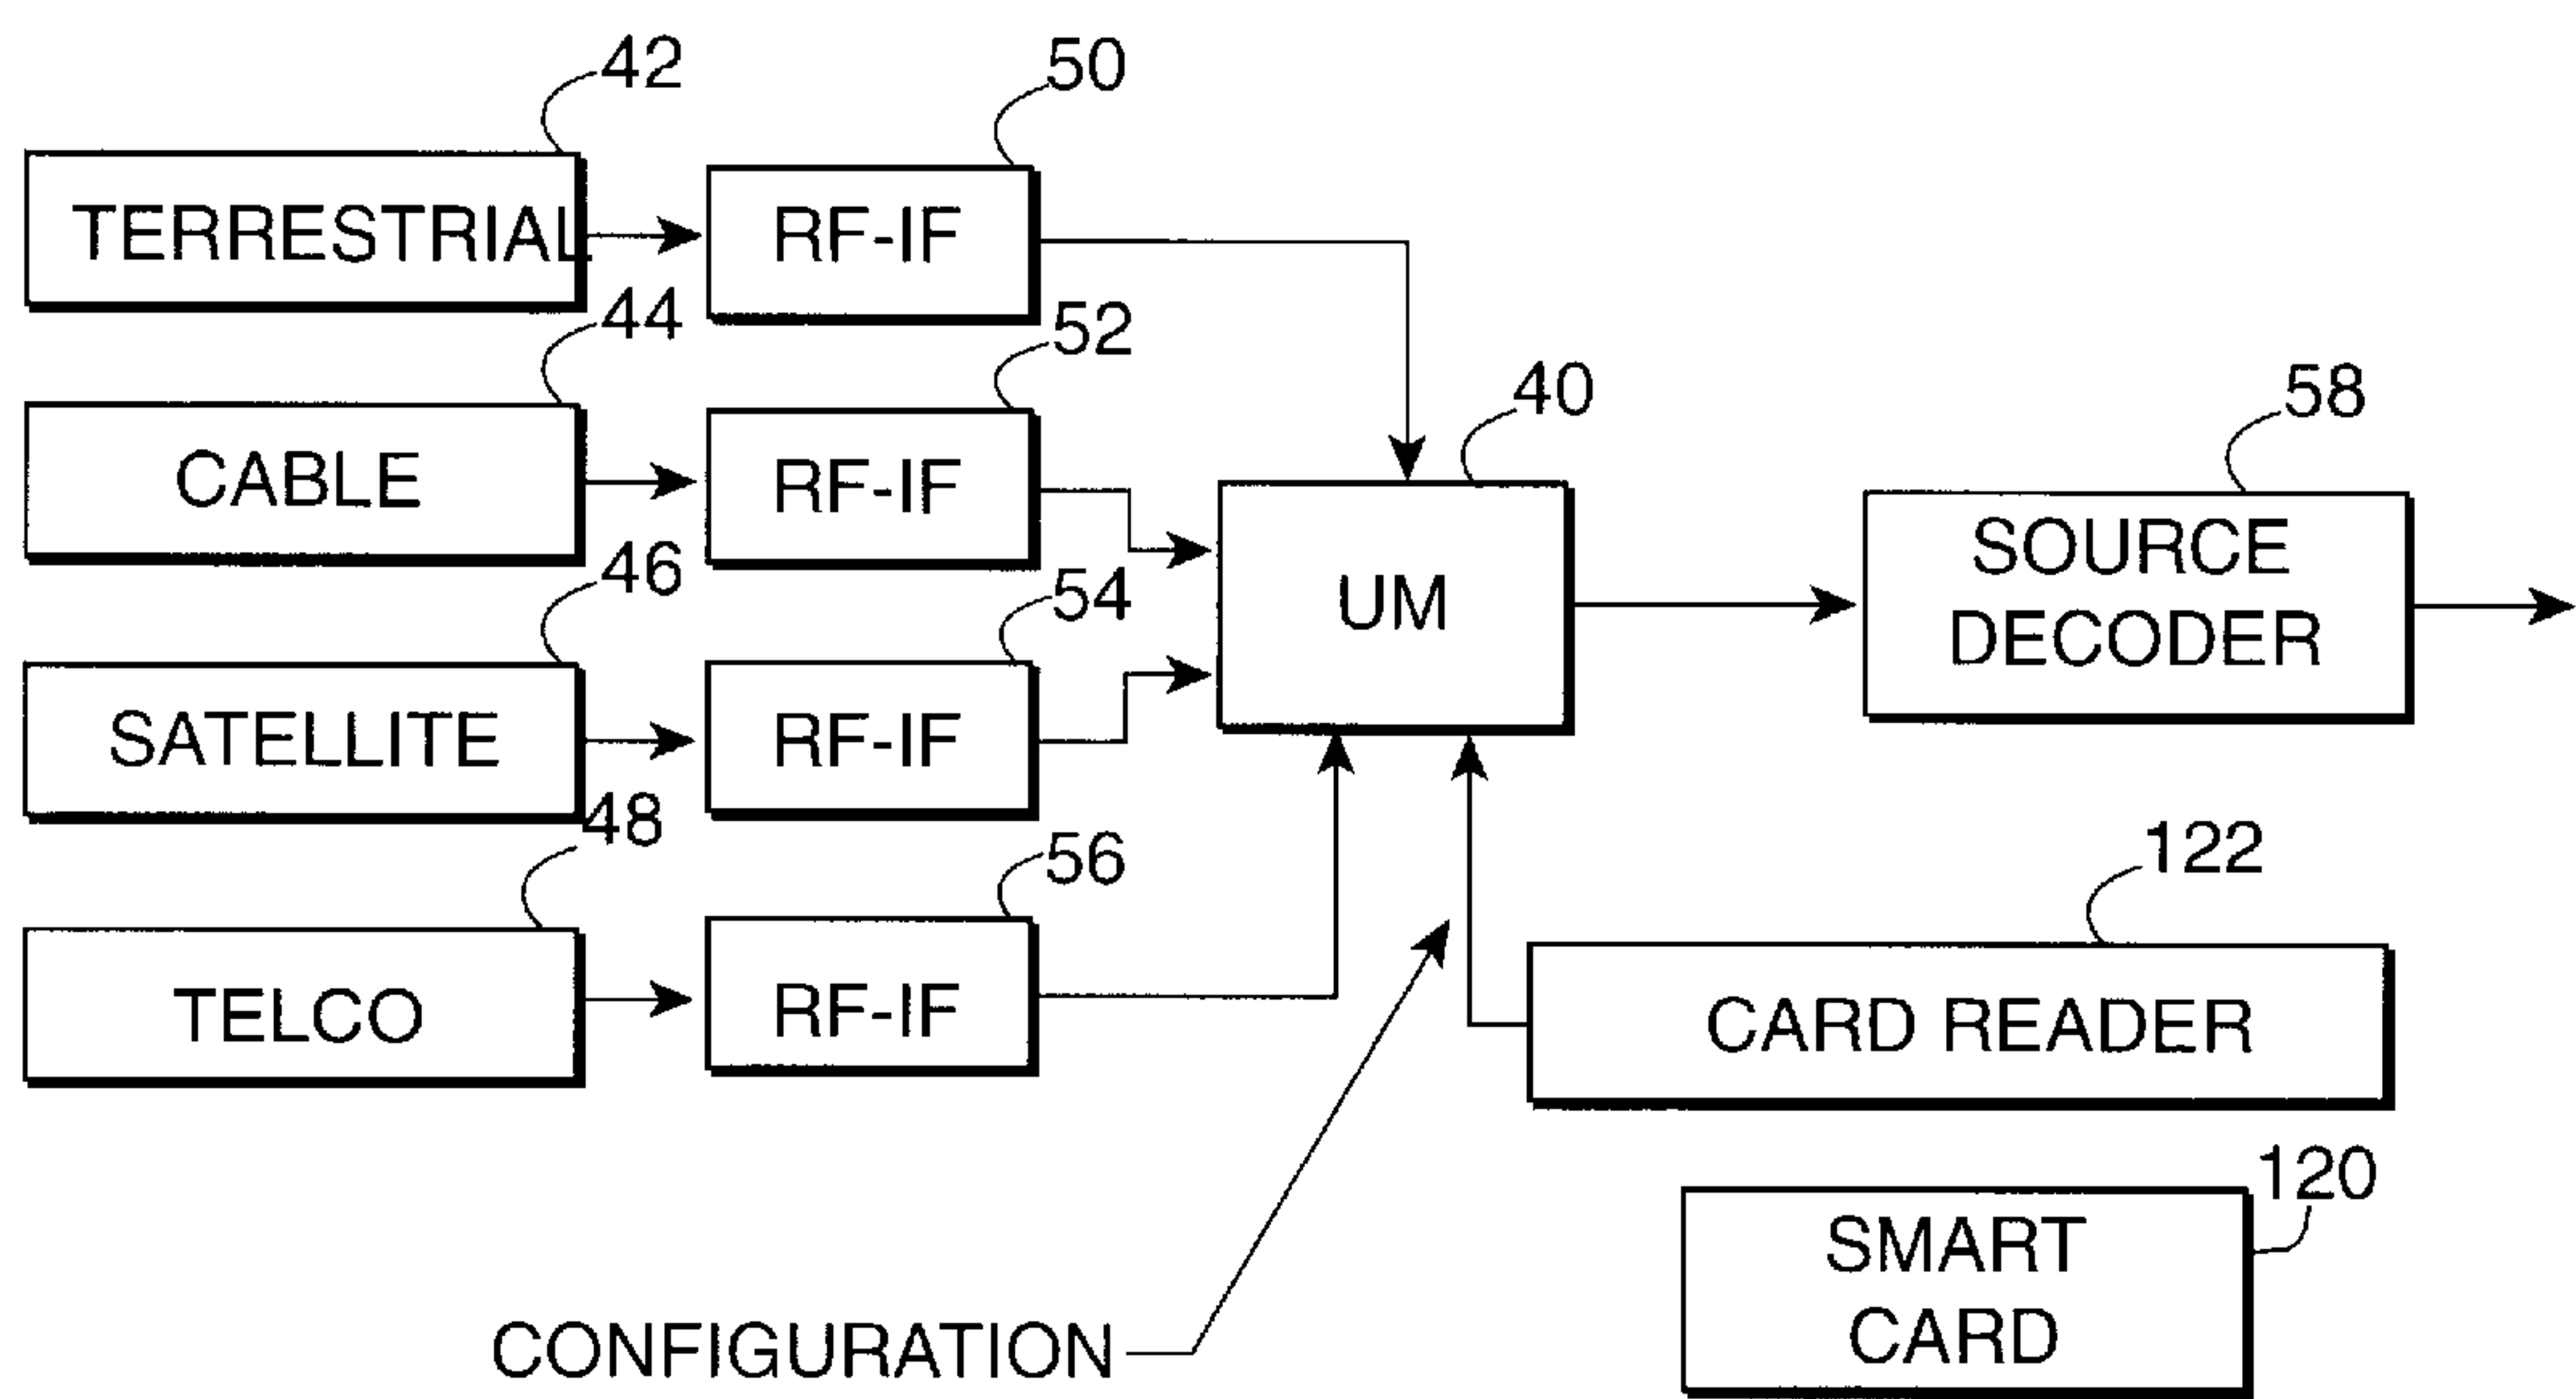 42
50
TERRESTRIAL
RF-IF
44
52
40
58
CABLE
RF-IF
SOURCE
DECODER
46
54
UM
SATELLITE
RF-IF
48
56
122
TELCO
RF-IF
CARD READER
120
SMART
CARD
CONFIGURATION